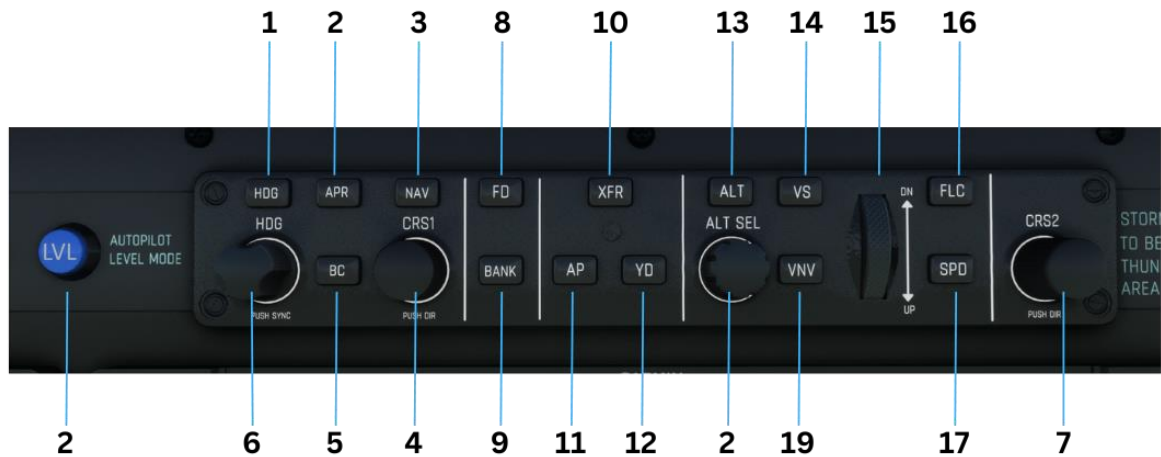 1 2 3 8 10 13 14 15 16
HDG APR NAV FD XFR ALT VS DN FLC
HDG CRS1 ALT SEL CRS2 STOR
LVL AUTOPILOT
LEVEL MODE
BC BANK AP YD VNV SPD TO BE
THUN
AREA
PUSH SYNC PUSH DIR UP PUSH DIR
2 6 5 4 9 11 12 2 19 17 7